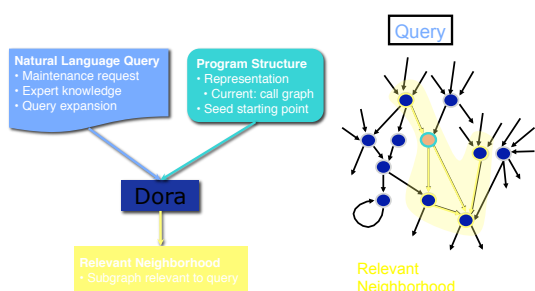 Natural Language Query
• Maintenance request
• Expert knowledge
• Query expansion
Program Structure
• Representation
• Current: call graph
• Seed starting point
Dora
Relevant Neighborhood
• Subgraph relevant to query
Query
Relevant
Neighborhood